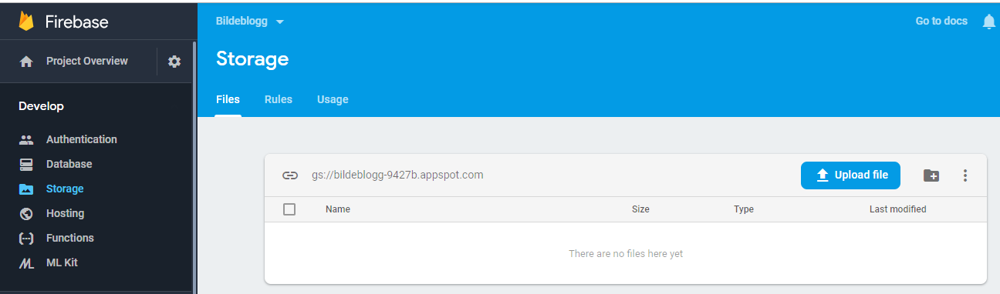 Firebase
Project Overview
Develop
Authentication
Database
Storage
Hosting
Functions
ML Kit
Bildeblogg
Go to docs
Storage
Files Rules Usage
gs://bildeblogg-9427b.appspot.com
Upload file
Name Size Type Last modified
There are no files here yet